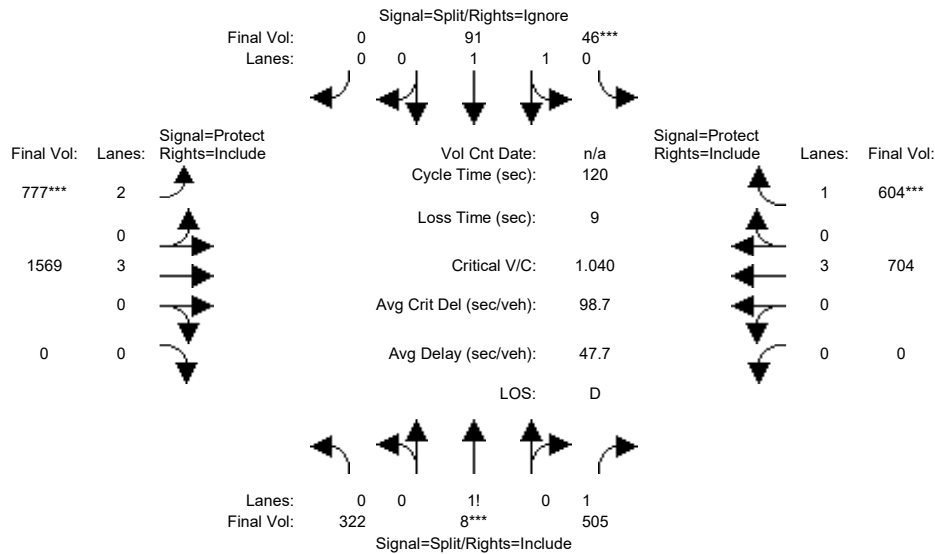 Signal=Split/Rights=Ignore
Final Vol: 0 91 46***
Lanes: 0 0 1 1 0
Signal=Protect
Final Vol: Lanes: Rights=Include
Vol Cnt Date: n/a
Signal=Protect
Rights=Include Lanes: Final Vol:
Cycle Time (sec): 120
777*** 2
1 604***
Loss Time (sec): 9
0
0
1569 3
Critical V/C: 1.040
3 704
0
Avg Crit Del (sec/veh): 98.7
0
0 0
Avg Delay (sec/veh): 47.7
0 0
LOS: D
Lanes: 0 0 1! 0 1
Final Vol: 322 8*** 505
Signal=Split/Rights=Include